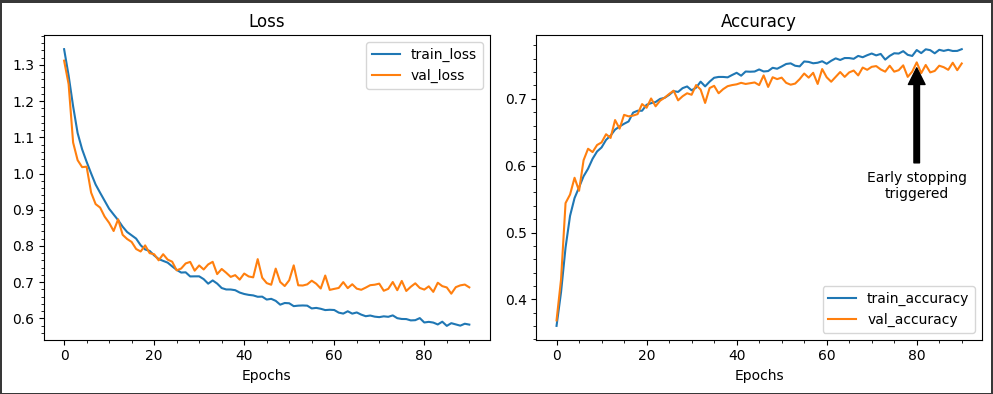 Loss
train_loss
val_loss
1.3
1.2
1.1
1.0
0.9
0.8
0.7
0.6
0 20 40 60 80
Epochs
Accuracy
0.7
0.6
0.5
0.4
Early stopping
triggered
train_accuracy
val_accuracy
0 20 40 60 80
Epochs